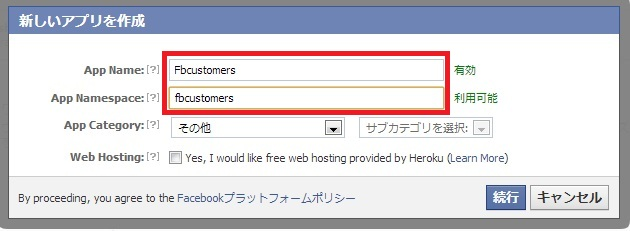 新しいアプリを作成
App Name: [?] Fbcustomers 有効
App Namespace: [?] fbcustomers 利用可能
App Category: [?] その他 サブカテゴリを選択:
Web Hosting: [?] Yes, I would like free web hosting provided by Heroku (Learn More)
By proceeding, you agree to the Facebookプラットフォームポリシー 続行 キャンセル